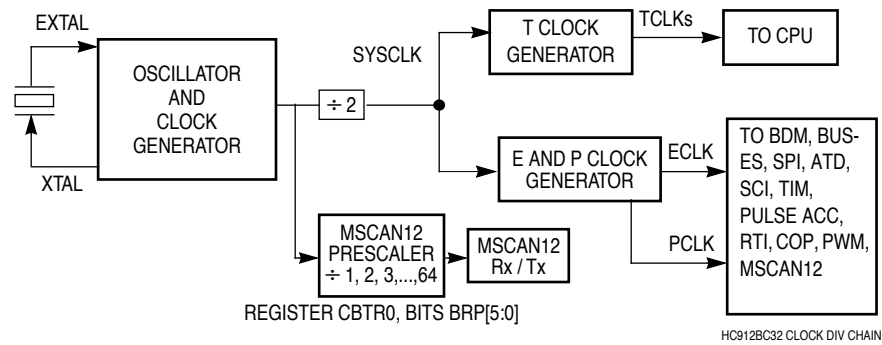 EXTAL
XTAL
OSCILLATOR
AND
CLOCK
GENERATOR
÷ 2
SYSCLK
T CLOCK
GENERATOR
TCLKs
TO CPU
E AND P CLOCK
GENERATOR
ECLK
PCLK
TO BDM, BUS-
ES, SPI, ATD,
SCI, TIM,
PULSE ACC,
RTI, COP, PWM,
MSCAN12
MSCAN12
PRESCALER
÷ 1, 2, 3,...,64
MSCAN12
Rx / Tx
REGISTER CBTR0, BITS BRP[5:0]
HC912BC32 CLOCK DIV CHAIN